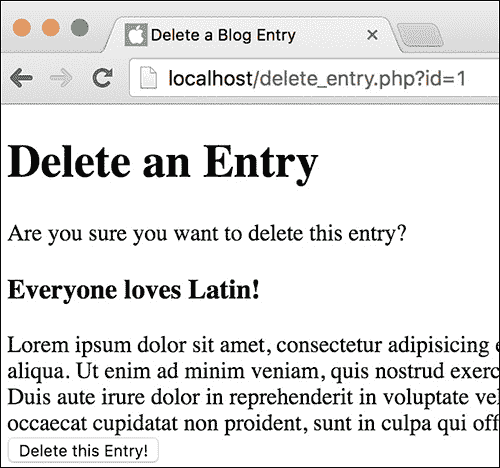 Delete a Blog Entry
localhost/delete_entry.php?id=1
Delete an Entry
Are you sure you want to delete this entry?
Everyone loves Latin!
Lorem ipsum dolor sit amet, consectetur adipisicing
aliqua. Ut enim ad minim veniam, quis nostrud exerc
Duis aute irure dolor in reprehenderit in voluptate ve
occaecat cupidatat non proident, sunt in culpa qui off
Delete this Entry!